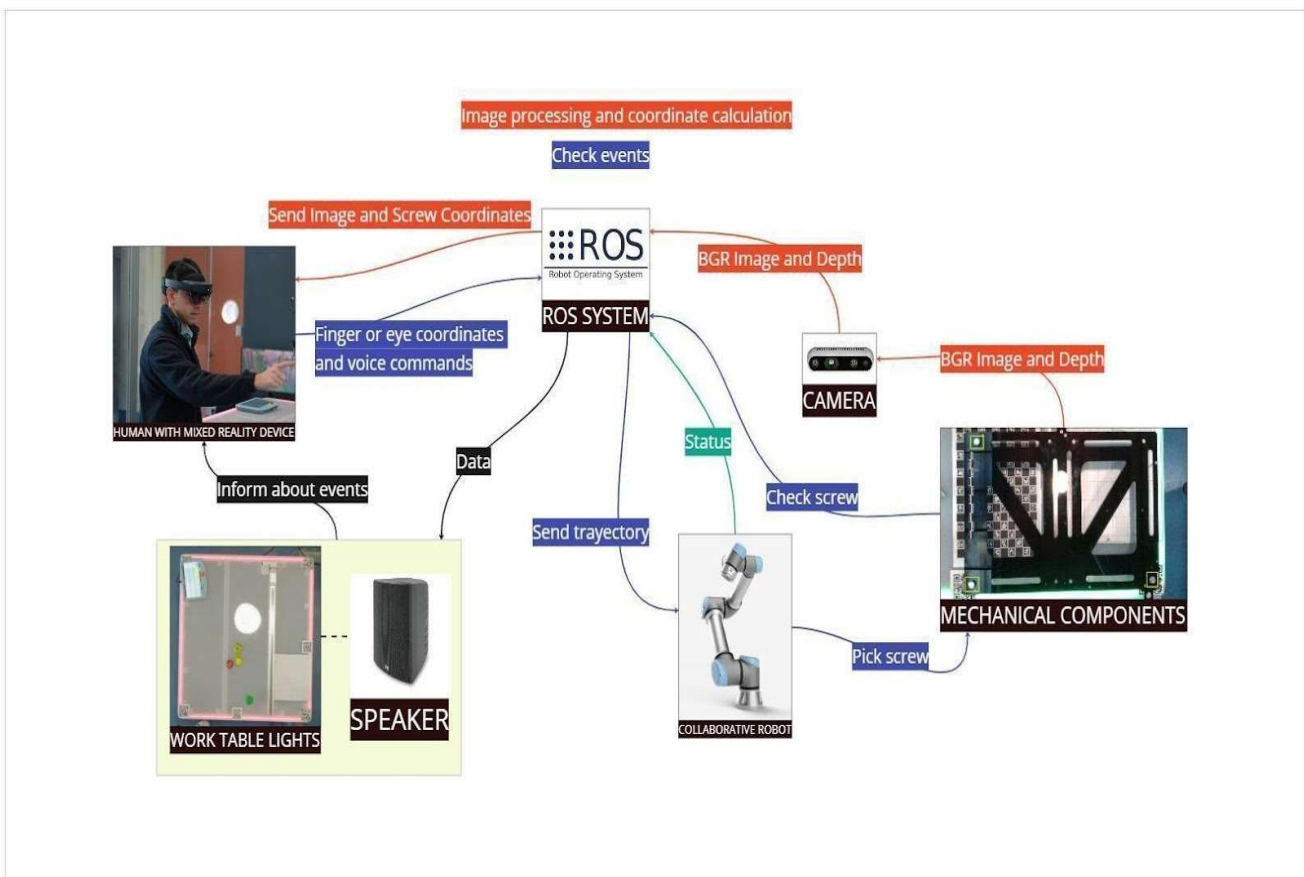 Image processing and coordinate calculation
Check events
Send Image and Screw Coordinates
ROS
Robot Operating System
ROS SYSTEM
BGR Image and Depth
Finger or eye coordinates
and voice commands
HUMAN WITH MIXED REALITY DEVICE
CAMERA
BGR Image and Depth
Status
Data
Inform about events
Check screw
Send trayectory
MECHANICAL COMPONENTS
Pick screw
SPEAKER
WORK TABLE LIGHTS
COLLABORATIVE ROBOT